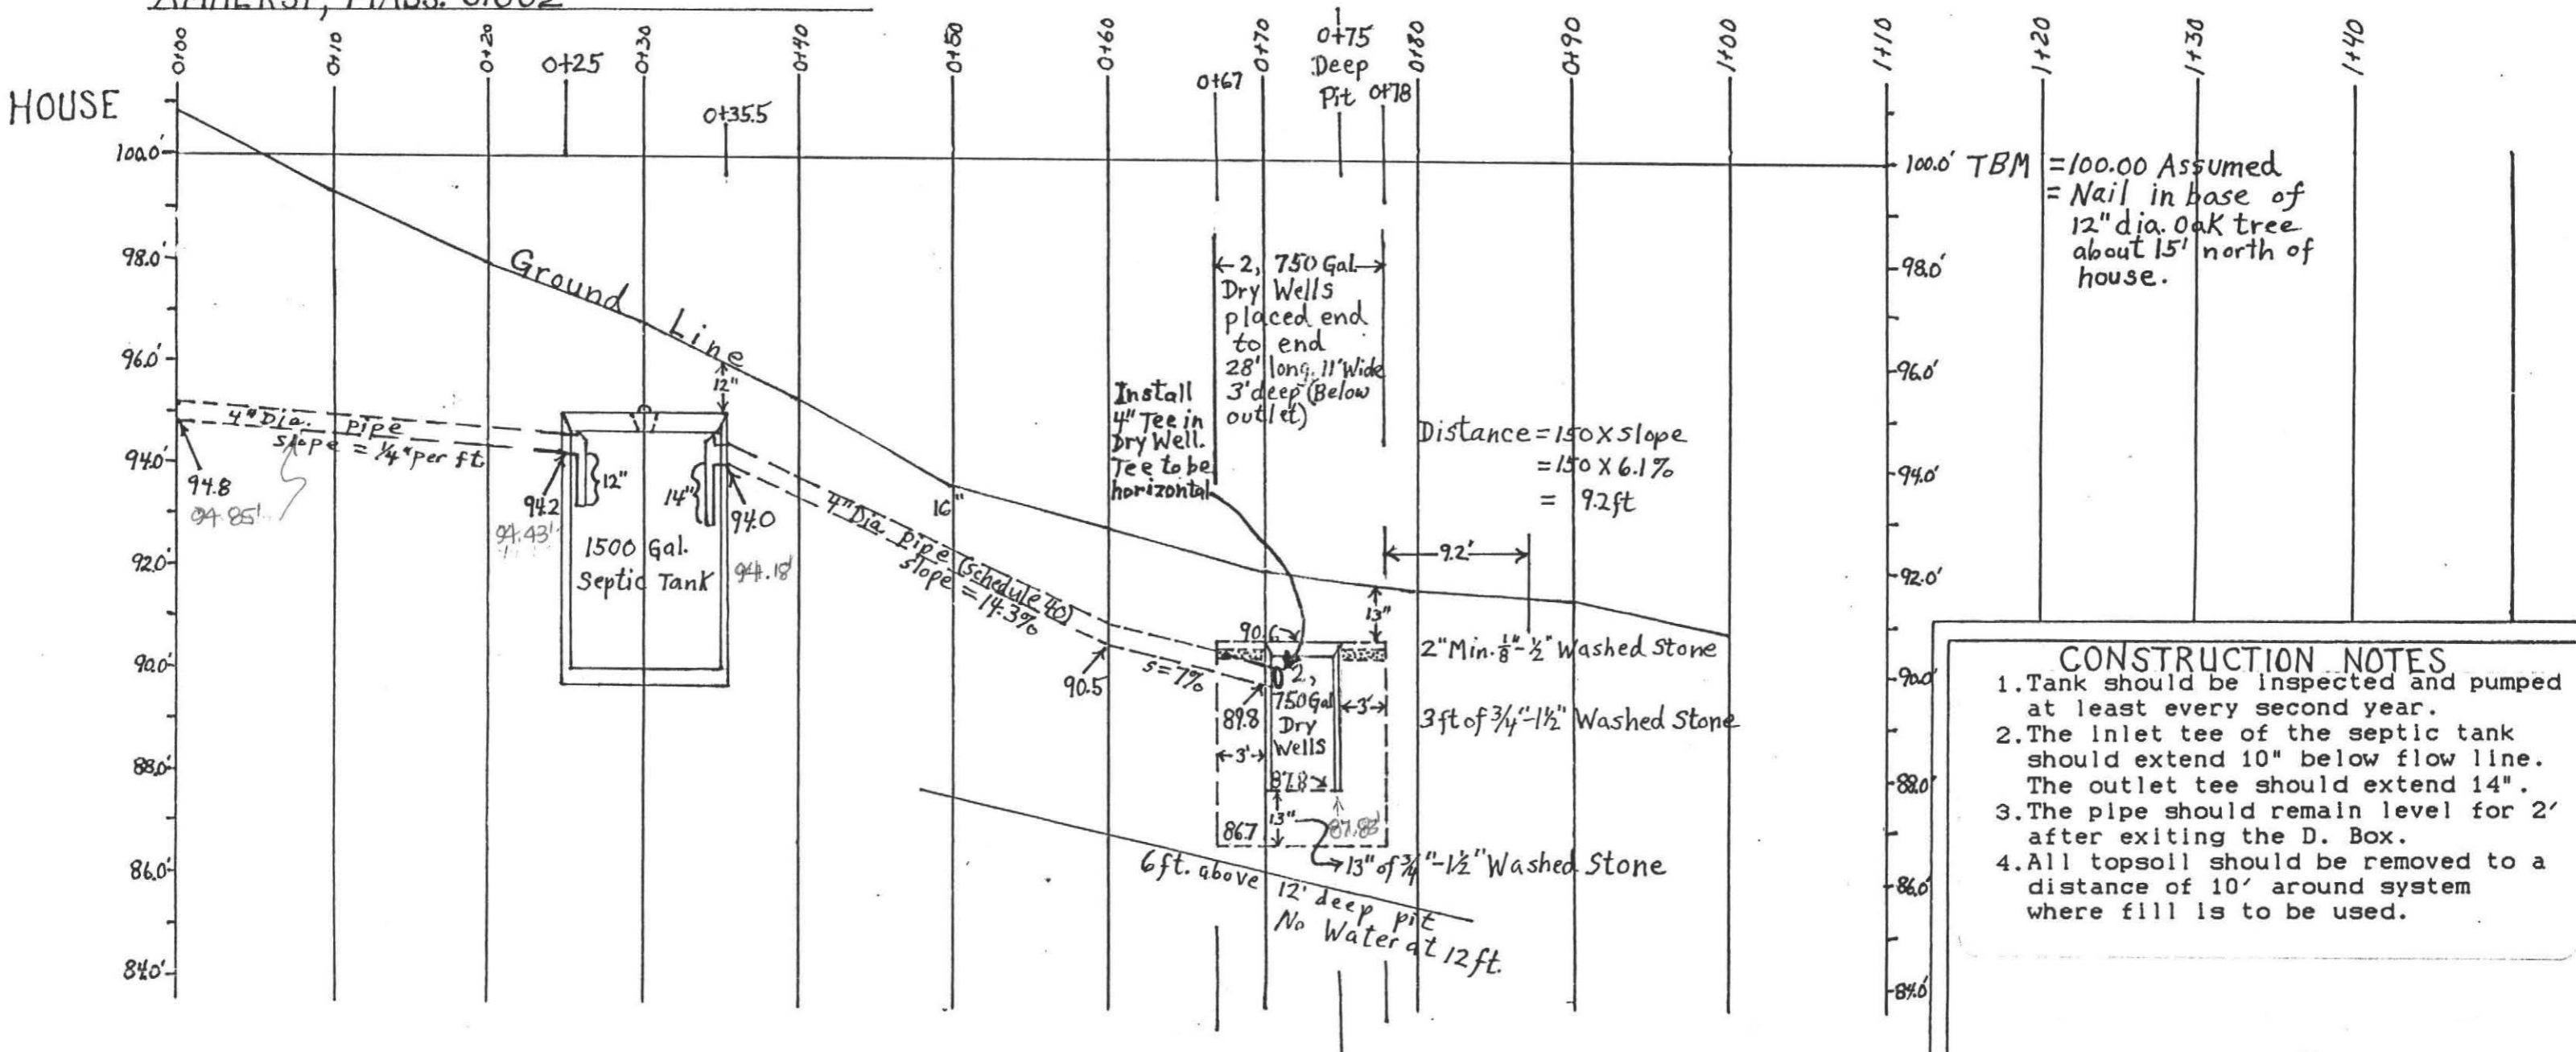 AMHERST, MASS. 01002
0+00
0+10
0+20
0+25
0+30
0+35.5
0+40
0+50
0+60
0+67
0+70
0+75
Deep
Pit
0+78
0+80
0+90
1+00
1+10
1+20
1+30
1+40
HOUSE
100.0'
98.0'
96.0'
94.0'
92.0'
90.0'
88.0'
86.0'
84.0'
Ground Line
12"
4" Dia. pipe
slope = 1/4" per ft.
94.8
94.85'
94.2
94.43'
12"
14"
94.0
94.18'
1500 Gal.
Septic Tank
16"
4" Dia. pipe (schedule 40)
slope = 14.3%
90.5
s=7%
Install
4" Tee in
Dry Well.
Tee to be
horizontal
2, 750 Gal.
Dry Wells
placed end
to end
28' long, 11' Wide
3' deep (Below
outlet)
Distance = 150 X slope
= 150 X 6.1%
= 9.2ft
9.2'
13"
2" Min. 1/8"-1/2" Washed Stone
89.8
2,
750 Gal
Dry
Wells
3'
3'
3 ft of 3/4"-1 1/2" Washed Stone
87.8
13"
86.7
87.83'
13" of 3/4"-1 1/2" Washed Stone
6ft. above 12' deep pit
No Water at 12 ft.
100.0'
98.0'
96.0'
94.0'
92.0'
90.0'
88.0'
86.0'
84.0'
TBM = 100.00 Assumed
= Nail in base of
12" dia. Oak tree
about 15' north of
house.
CONSTRUCTION NOTES
1. Tank should be inspected and pumped
at least every second year.
2. The inlet tee of the septic tank
should extend 10" below flow line.
The outlet tee should extend 14".
3. The pipe should remain level for 2'
after exiting the D. Box.
4. All topsoil should be removed to a
distance of 10' around system
where fill is to be used.